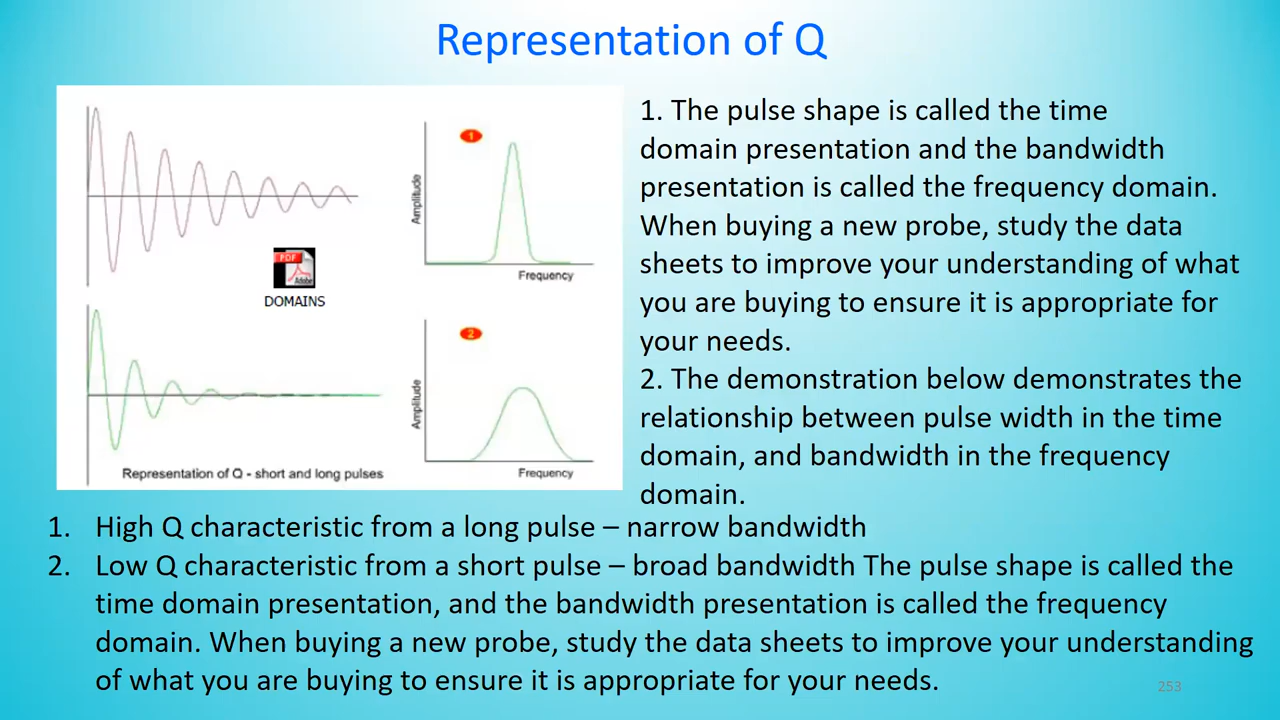 Representation of Q
1
Amplitude
Frequency
PDF
Adobe
DOMAINS
2
Amplitude
Frequency
Representation of Q - short and long pulses
1. The pulse shape is called the time
domain presentation and the bandwidth
presentation is called the frequency domain.
When buying a new probe, study the data
sheets to improve your understanding of what
you are buying to ensure it is appropriate for
your needs.
2. The demonstration below demonstrates the
relationship between pulse width in the time
domain, and bandwidth in the frequency
domain.
1. High Q characteristic from a long pulse – narrow bandwidth
2. Low Q characteristic from a short pulse – broad bandwidth The pulse shape is called the
time domain presentation, and the bandwidth presentation is called the frequency
domain. When buying a new probe, study the data sheets to improve your understanding
of what you are buying to ensure it is appropriate for your needs.
253